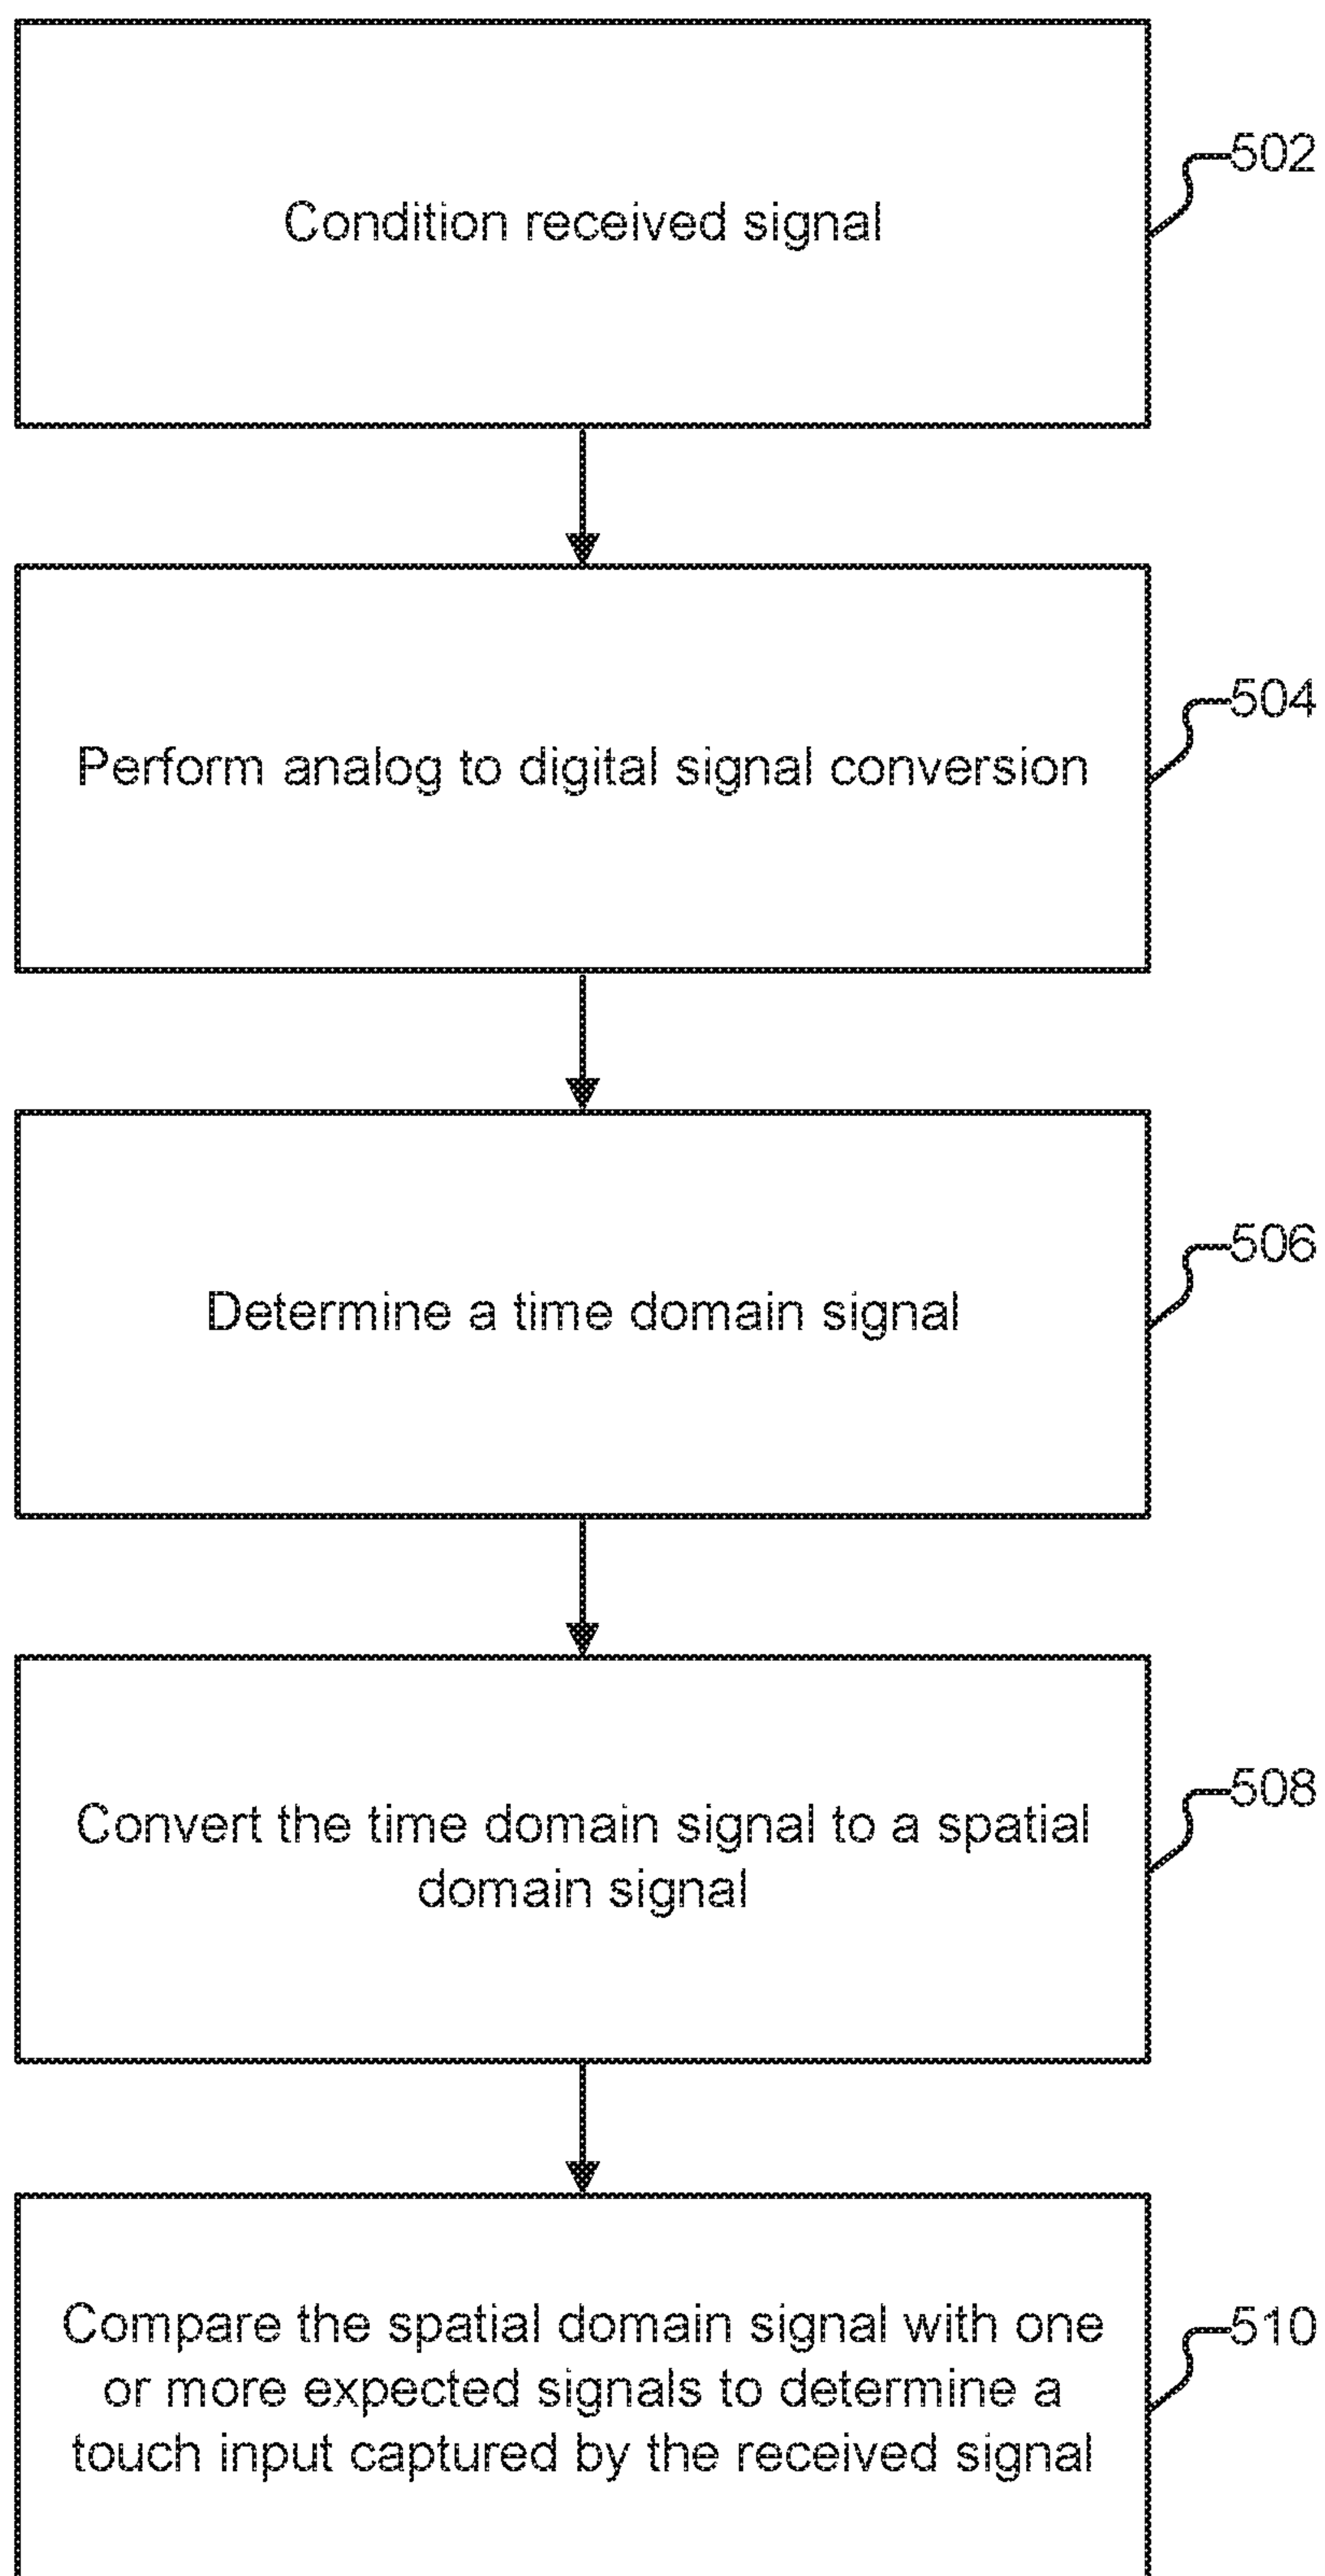 502
Condition received signal
504
Perform analog to digital signal conversion
506
Determine a time domain signal
508
Convert the time domain signal to a spatial
domain signal
510
Compare the spatial domain signal with one
or more expected signals to determine a
touch input captured by the received signal